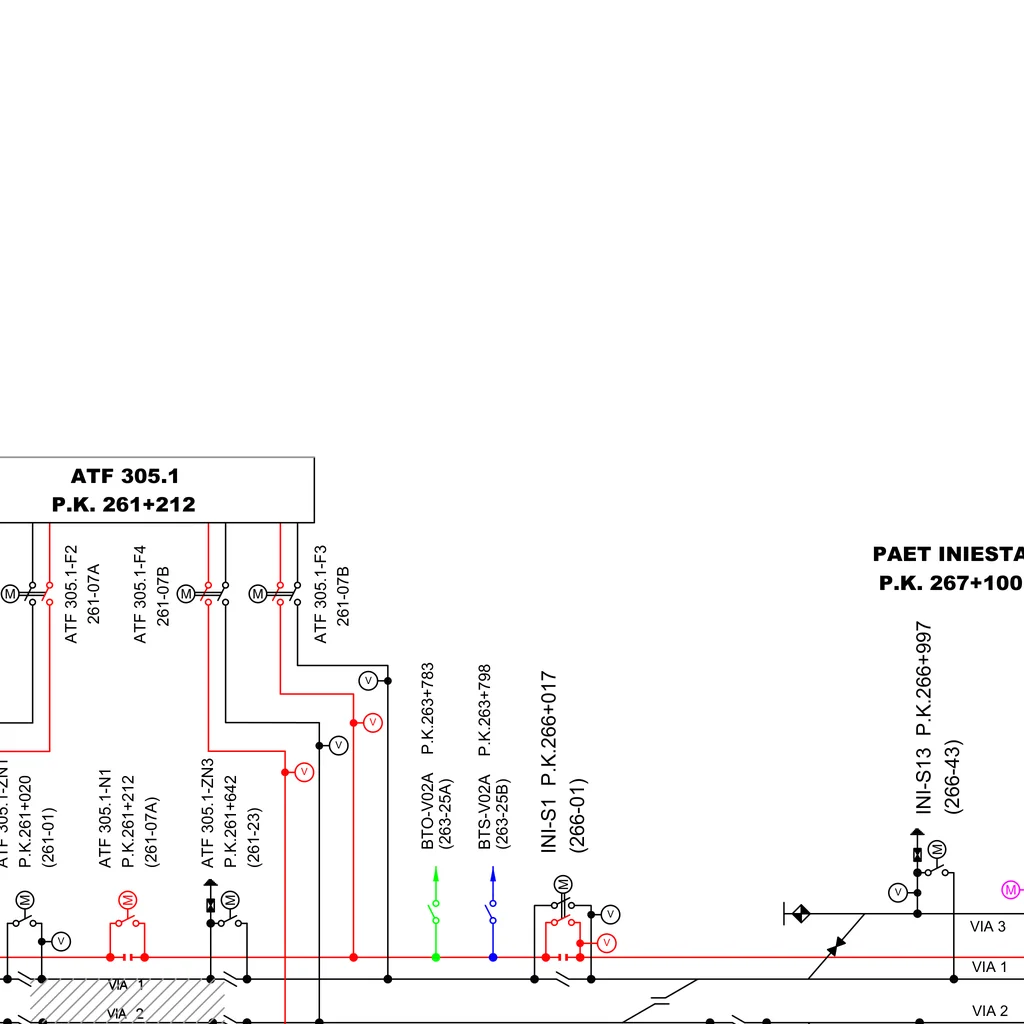 ATF 305.1
P.K. 261+212
ATF 305.1-F2
261-07A
ATF 305.1-F4
261-07B
ATF 305.1-F3
261-07B
M
M
M
PAET INIESTA
P.K. 267+100
V
V
V
V
ATF 305.1-ZN1
P.K.261+020
(261-01)
ATF 305.1-N1
P.K.261+212
(261-07A)
ATF 305.1-ZN3
P.K.261+642
(261-23)
BTO-V02A P.K.263+783
(263-25A)
BTS-V02A P.K.263+798
(263-25B)
INI-S1 P.K.266+017
(266-01)
INI-S13 P.K.266+997
(266-43)
M
M
M
M
M
M
V
V
V
V
VIA 3
VIA 1
VIA 1
VIA 2
VIA 2